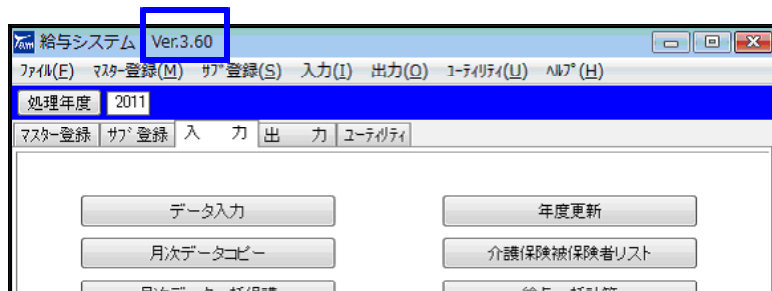 Tam 給与システム Ver.3.60
ファイル(F) マスター登録(M) サブ登録(S) 入力(I) 出力(O) ユーティリティ(U) ヘルプ(H)
処理年度 2011
マスター登録 サブ登録 入 力 出 力 ユーティリティ
データ入力 年度更新
月次データコピー 介護保険被保険者リスト